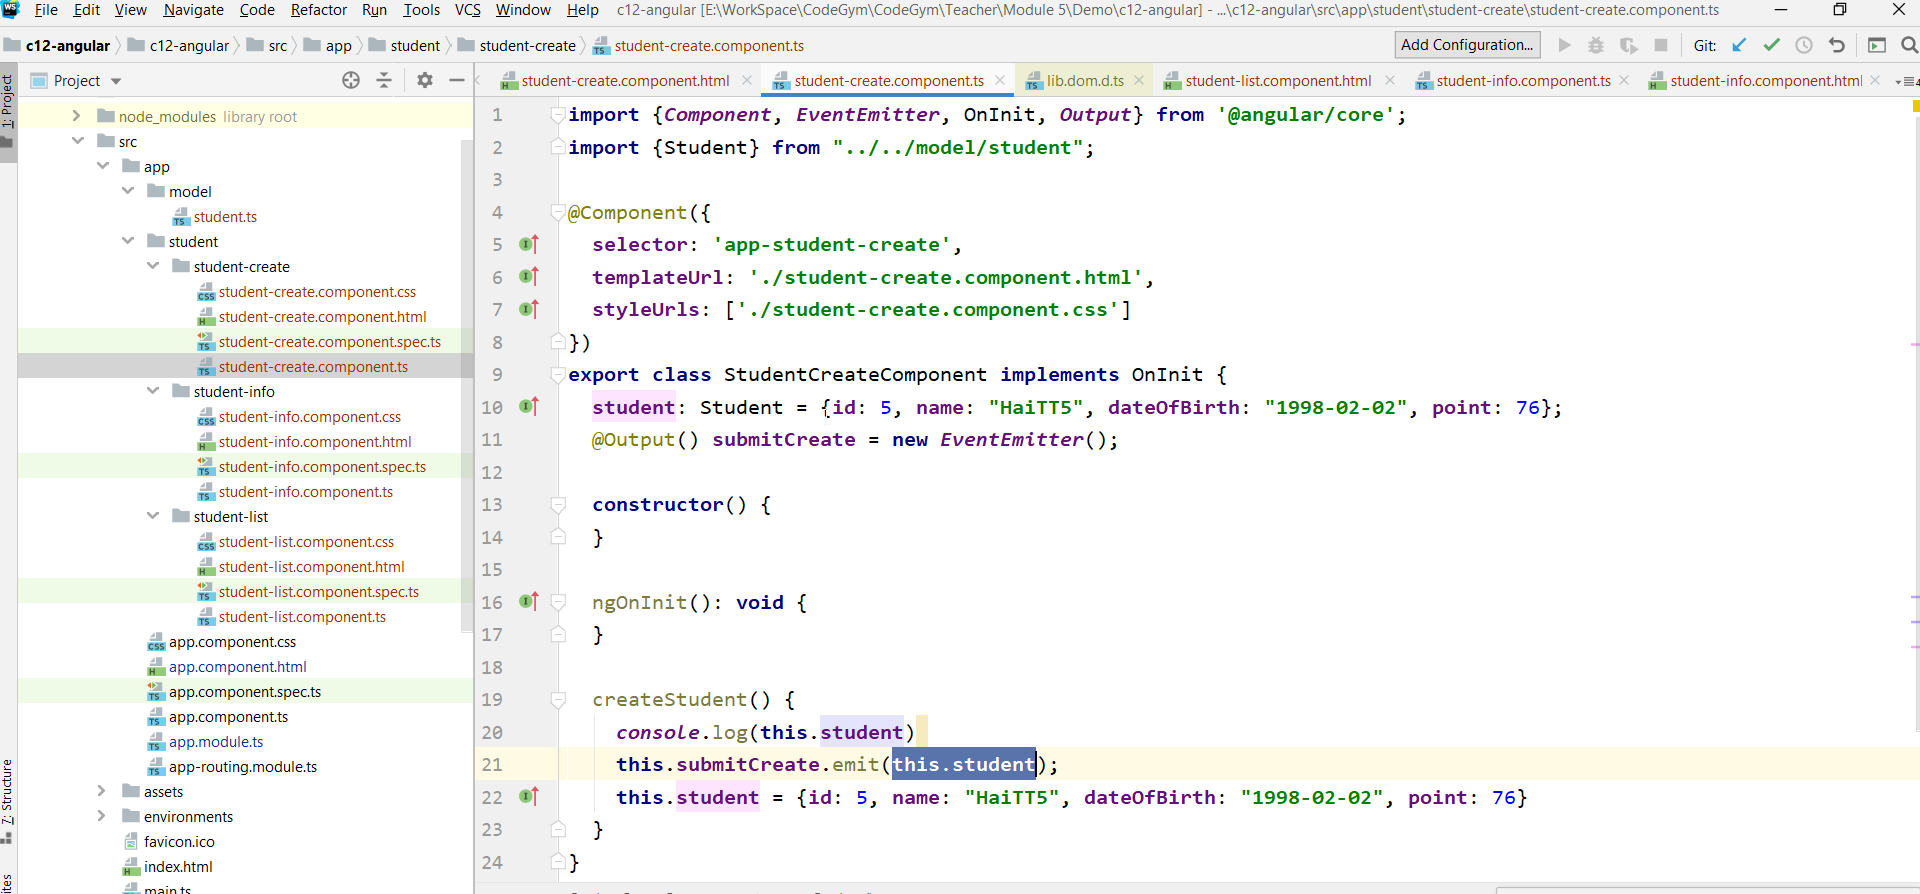 WS File Edit View Navigate Code Refactor Run Tools VCS Window Help c12-angular [E:\WorkSpace\CodeGym\CodeGym\Teacher\Module 5\Demo\c12-angular] - ...\c12-angular\src\app\student\student-create\student-create.component.ts
c12-angular c12-angular src app student student-create student-create.component.ts Add Configuration... Git:
1: Project
Project
student-create.component.html student-create.component.ts lib.dom.d.ts student-list.component.html student-info.component.ts student-info.component.html
node_modules library root
src
app
model
student.ts
student
student-create
student-create.component.css
student-create.component.html
student-create.component.spec.ts
student-create.component.ts
student-info
student-info.component.css
student-info.component.html
student-info.component.spec.ts
student-info.component.ts
student-list
student-list.component.css
student-list.component.html
student-list.component.spec.ts
student-list.component.ts
app.component.css
app.component.html
app.component.spec.ts
app.component.ts
app.module.ts
app-routing.module.ts
assets
environments
favicon.ico
index.html
main.ts
7: Structure
1 import {Component, EventEmitter, OnInit, Output} from '@angular/core';
2 import {Student} from "../../model/student";
3
4 @Component({
5 selector: 'app-student-create',
6 templateUrl: './student-create.component.html',
7 styleUrls: ['./student-create.component.css']
8 })
9 export class StudentCreateComponent implements OnInit {
10 student: Student = {id: 5, name: "HaiTT5", dateOfBirth: "1998-02-02", point: 76};
11 @Output() submitCreate = new EventEmitter();
12
13 constructor() {
14 }
15
16 ngOnInit(): void {
17 }
18
19 createStudent() {
20 console.log(this.student)
21 this.submitCreate.emit(this.student);
22 this.student = {id: 5, name: "HaiTT5", dateOfBirth: "1998-02-02", point: 76}
23 }
24 }